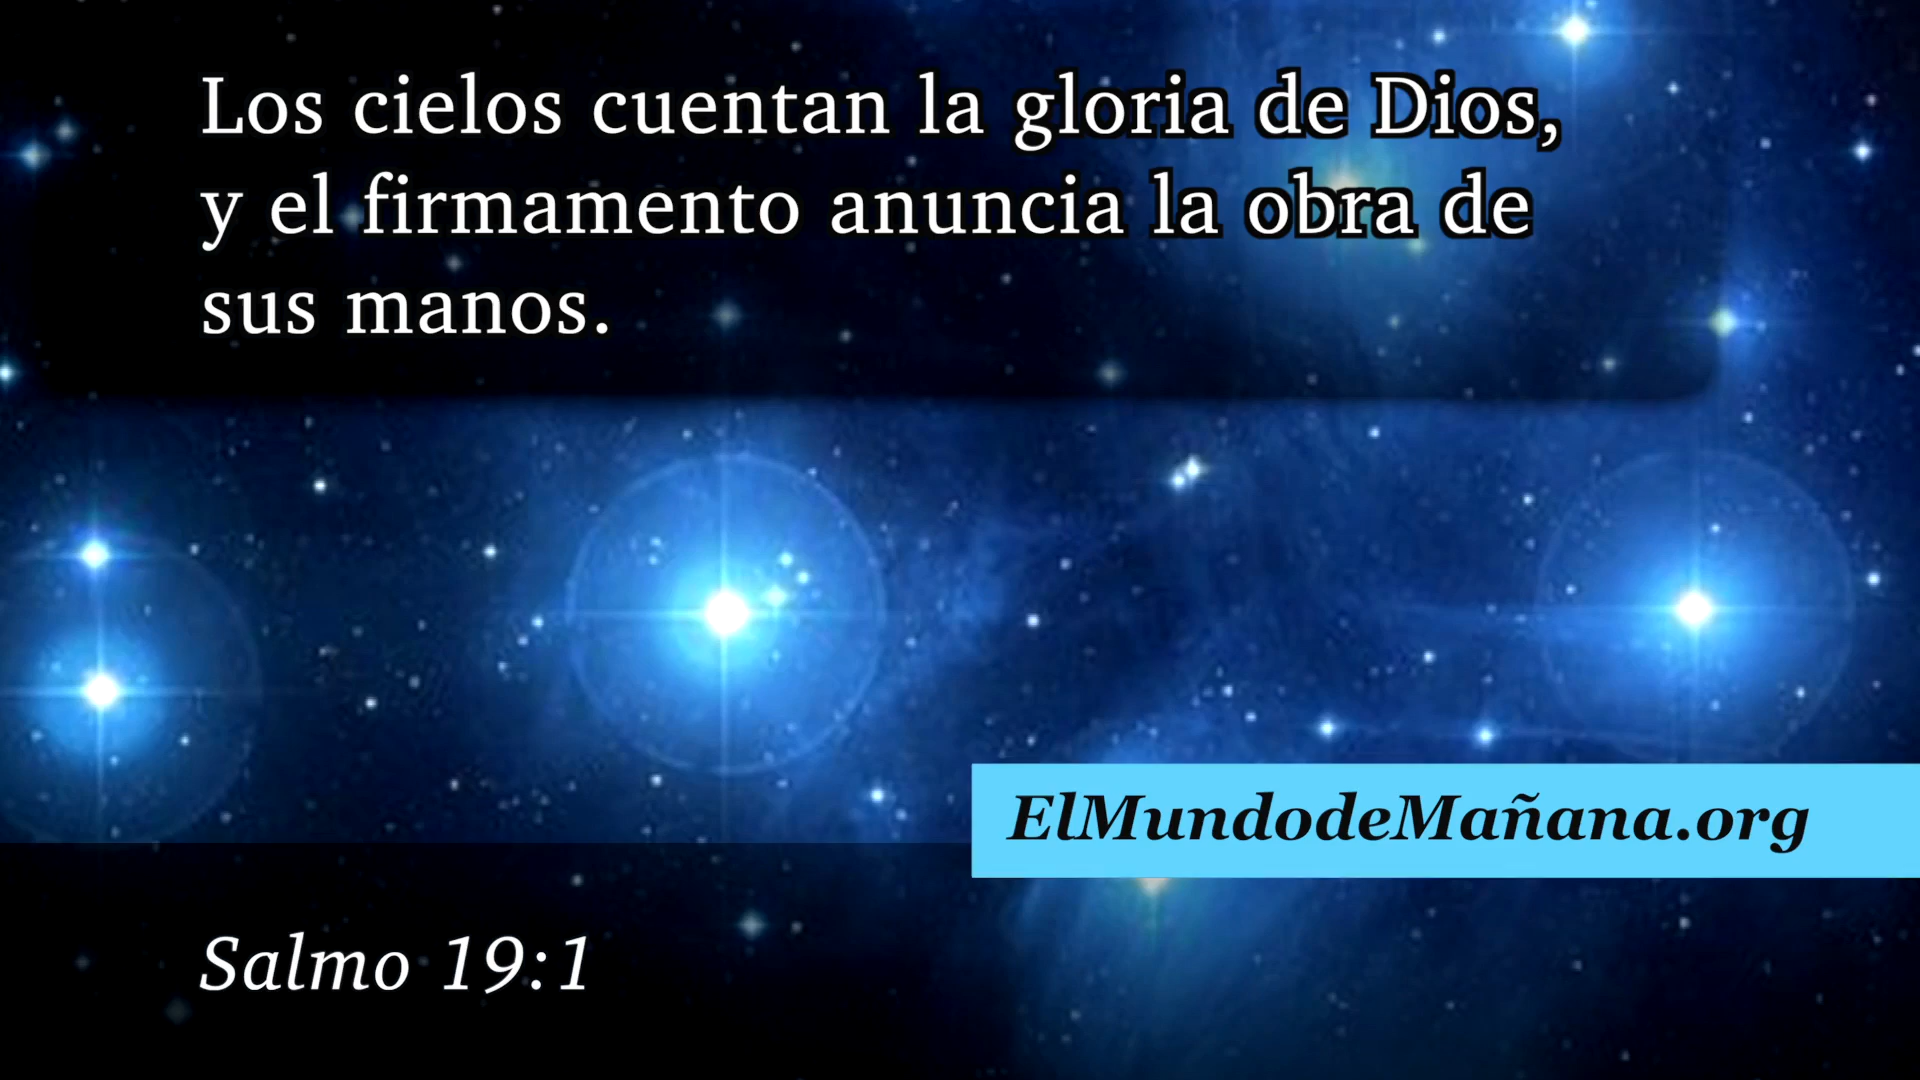 Los cielos cuentan la gloria de Dios,
y el firmamento anuncia la obra de
sus manos.
ElMundodeMañana.org
Salmo 19:1